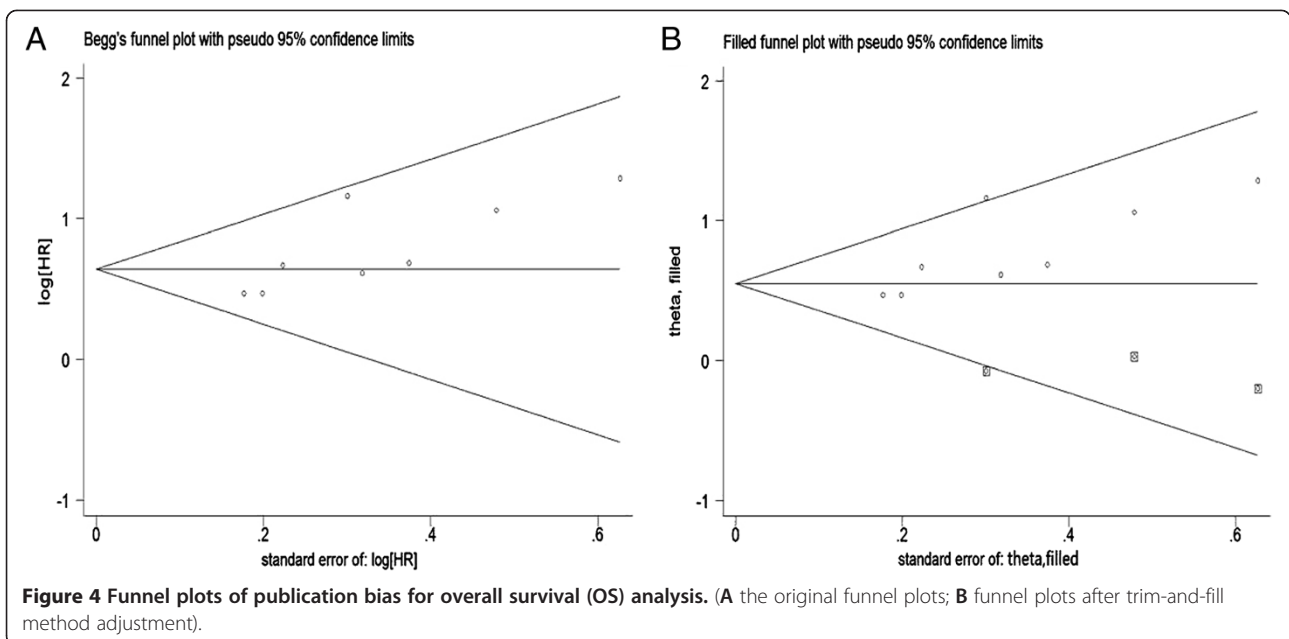 A
Begg's funnel plot with pseudo 95% confidence limits
2
1
0
-1
log[HR]
0
.2
.4
.6
standard error of: log[HR]
B
Filled funnel plot with pseudo 95% confidence limits
2
1
0
-1
theta, filled
0
.2
.4
.6
standard error of: theta,filled
Figure 4 Funnel plots of publication bias for overall survival (OS) analysis. (A the original funnel plots; B funnel plots after trim-and-fill
method adjustment).